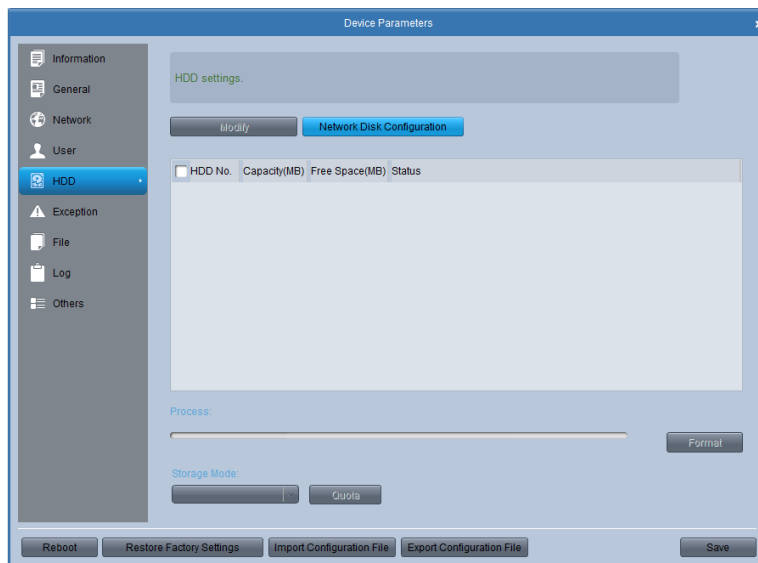 Device Parameters
Information
General
Network
User
HDD
Exception
File
Log
Others
HDD settings.
Modify
Network Disk Configuration
HDD No. Capacity(MB) Free Space(MB) Status
Process:
Format
Storage Mode:
Quota
Reboot
Restore Factory Settings
Import Configuration File
Export Configuration File
Save